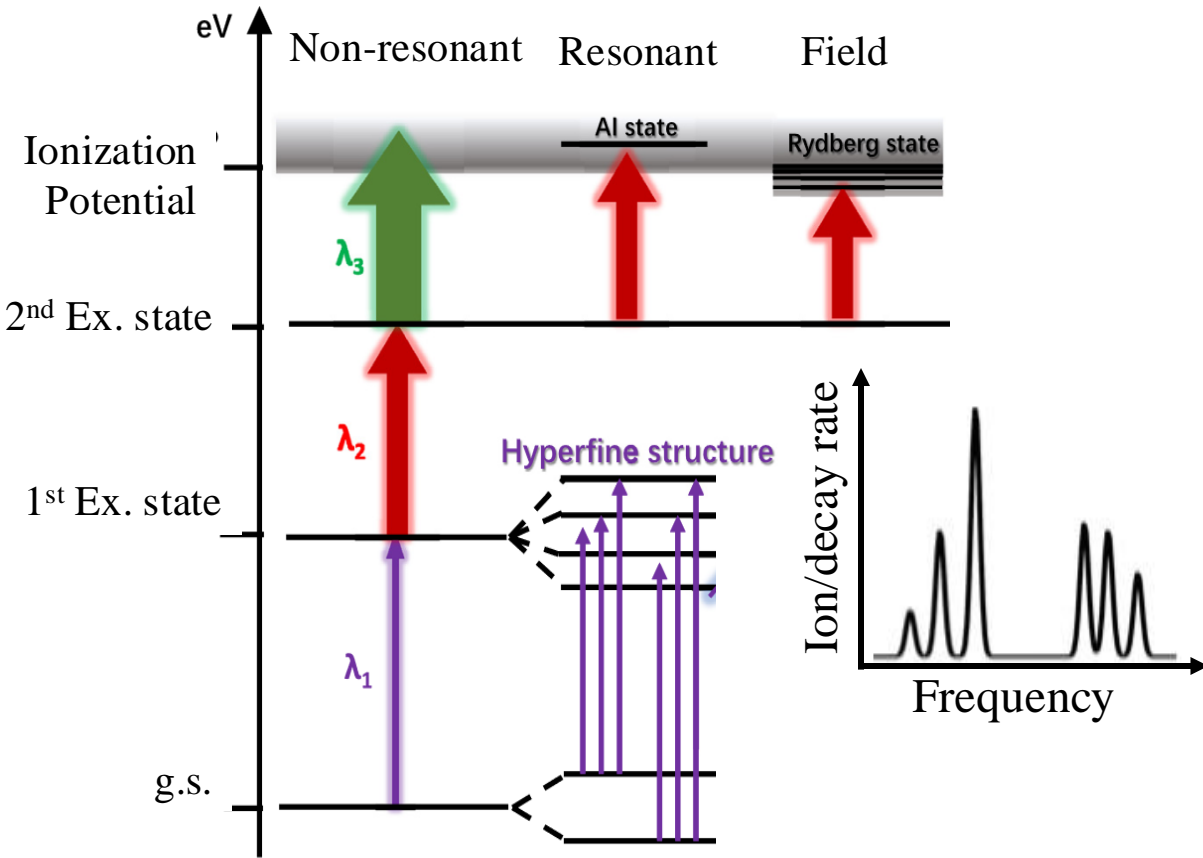 eV
Non-resonant
Resonant
Field
Ionization
Potential
AI state
Rydberg state
λ3
2nd Ex. state
λ2
Hyperfine structure
1st Ex. state
λ1
g.s.
Ion/decay rate
Frequency